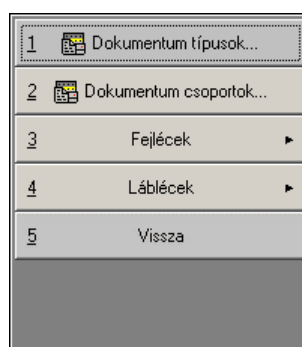 1 Dokumentum típusok...
2 Dokumentum csoportok...
3 Fejlécek
4 Láblécek
5 Vissza